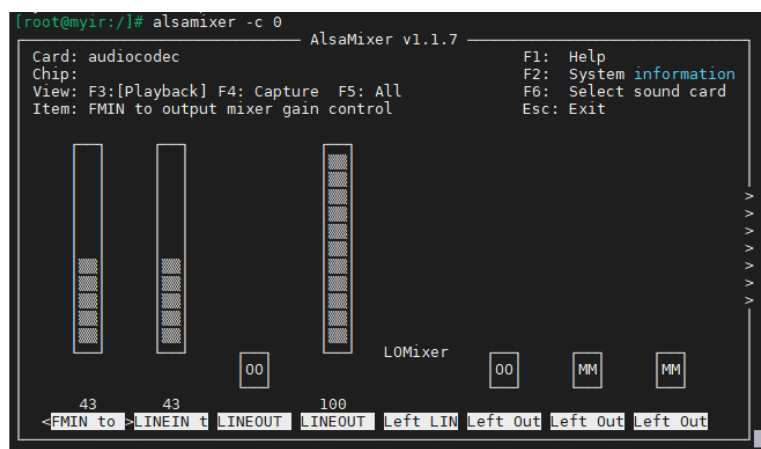 [root@myir:/]# alsamixer -c 0
AlsaMixer v1.1.7
Card: audiocodec F1: Help
Chip: F2: System information
View: F3:[Playback] F4: Capture F5: All F6: Select sound card
Item: FMIN to output mixer gain control Esc: Exit
>
>
>
>
>
>
>
LOMixer
OO OO MM MM
43 43 100
<FMIN to >LINEIN t LINEOUT LINEOUT Left LIN Left Out Left Out Left Out